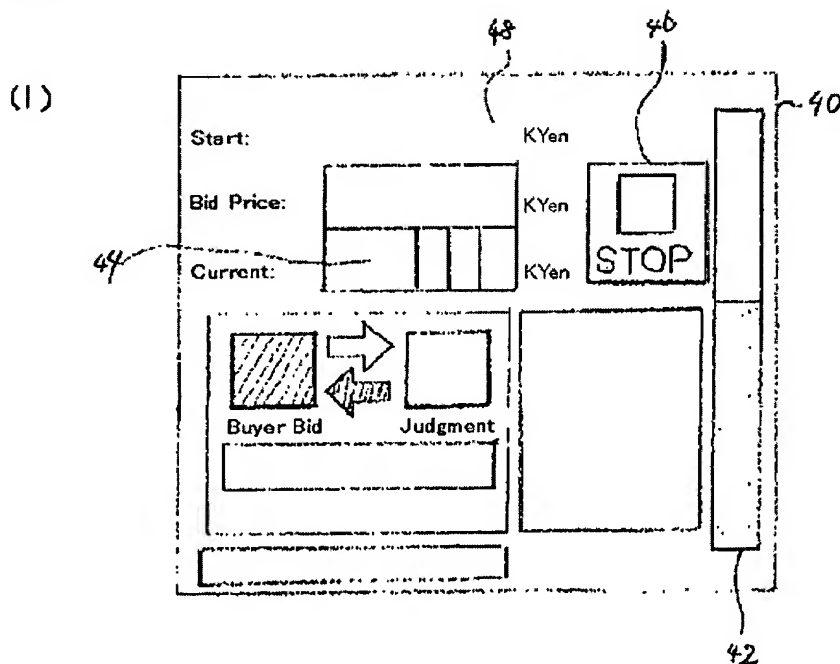 48
46
(1)
40
Start: KYen
Bid Price: KYen
44
Current: KYen
STOP
Buyer Bid Judgment
42